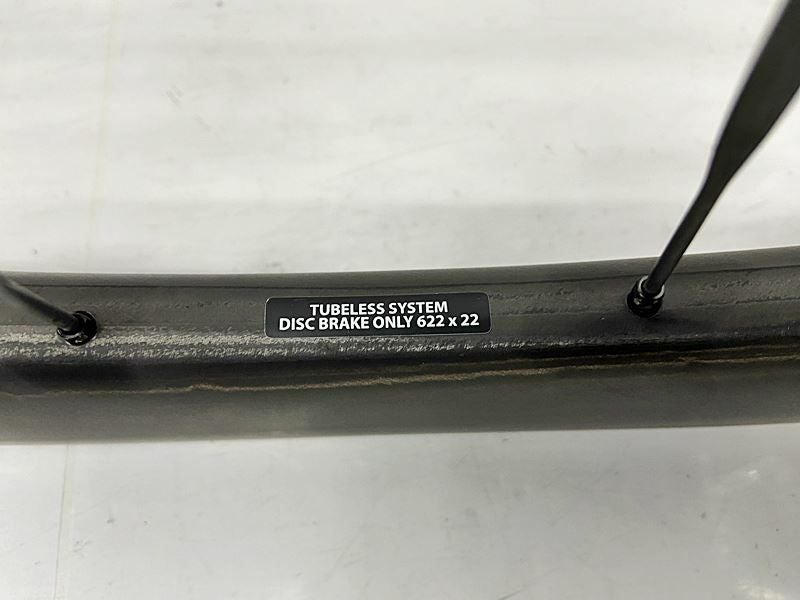 TUBELESS SYSTEM
DISC BRAKE ONLY 622 x 22